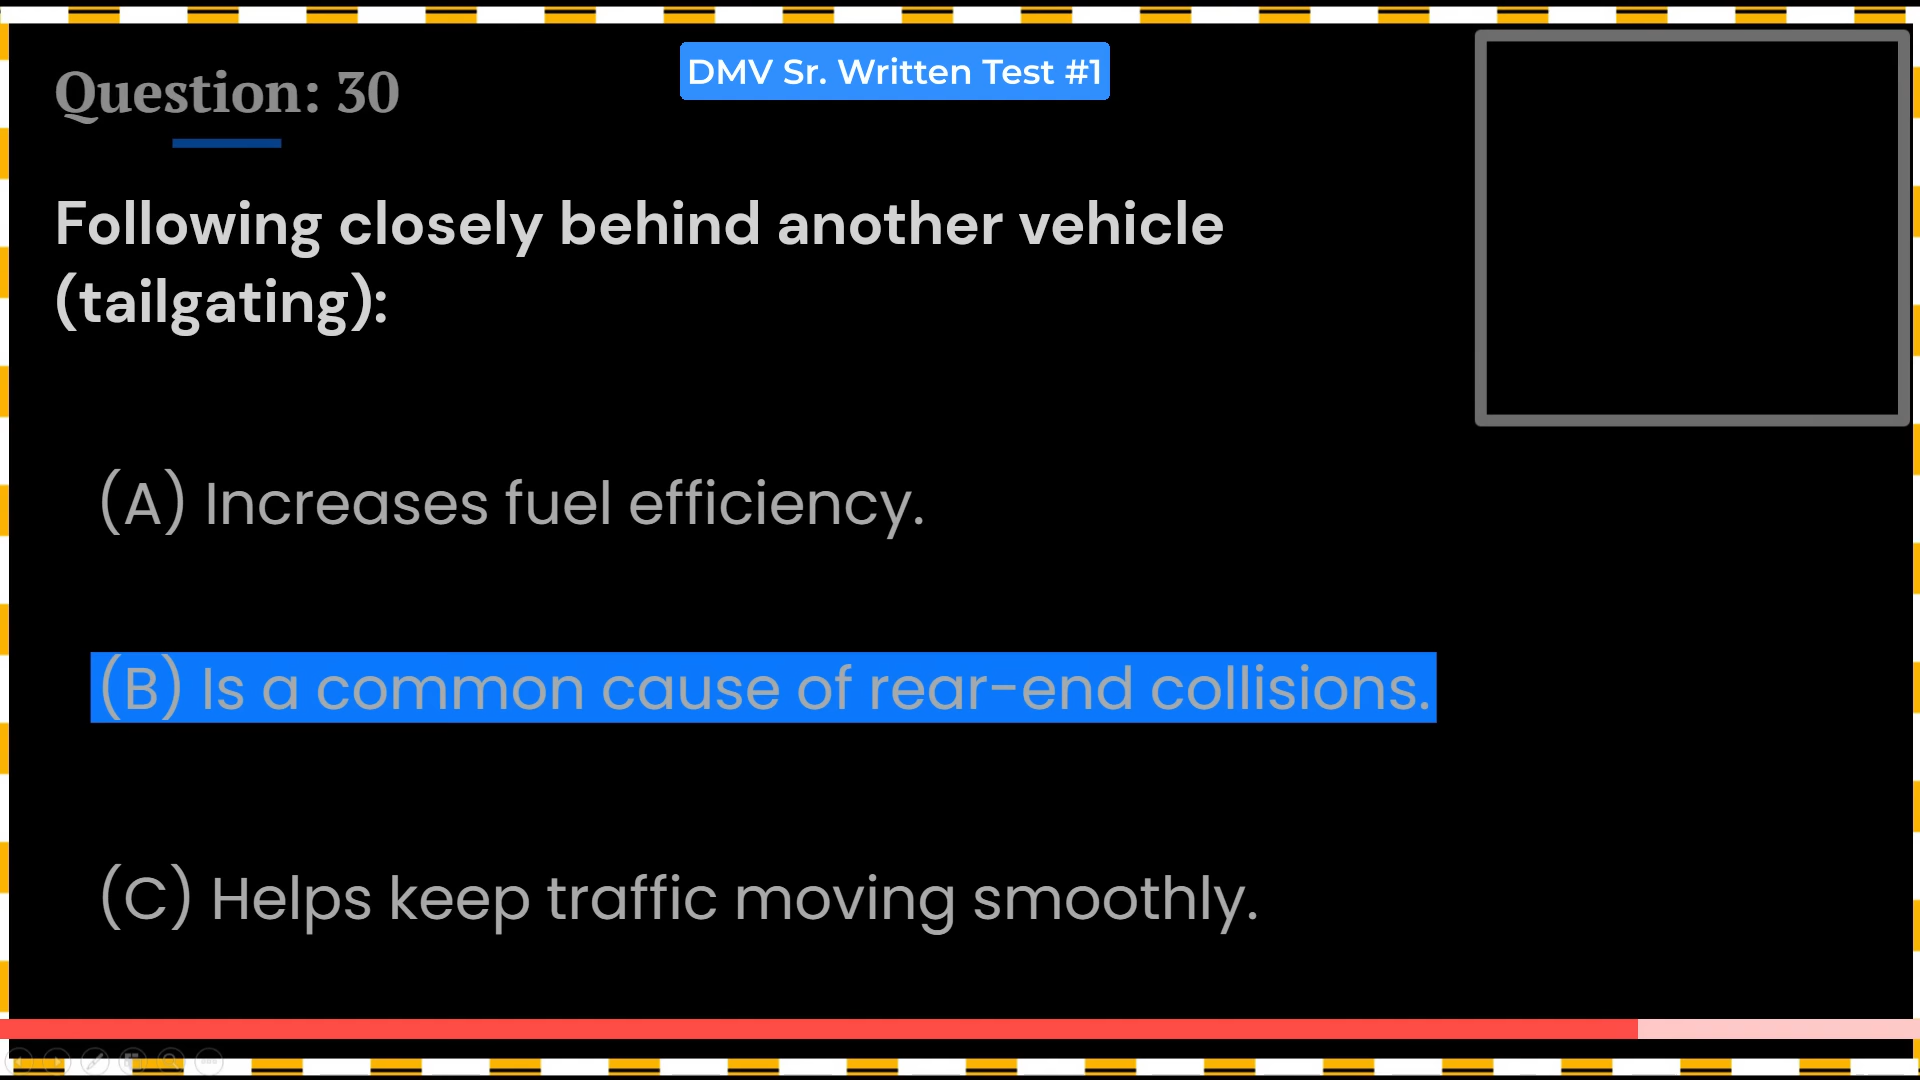 DMV Sr. Written Test #1
Question: 30
Following closely behind another vehicle
(tailgating):
(A) Increases fuel efficiency.
(B) Is a common cause of rear-end collisions.
(C) Helps keep traffic moving smoothly.